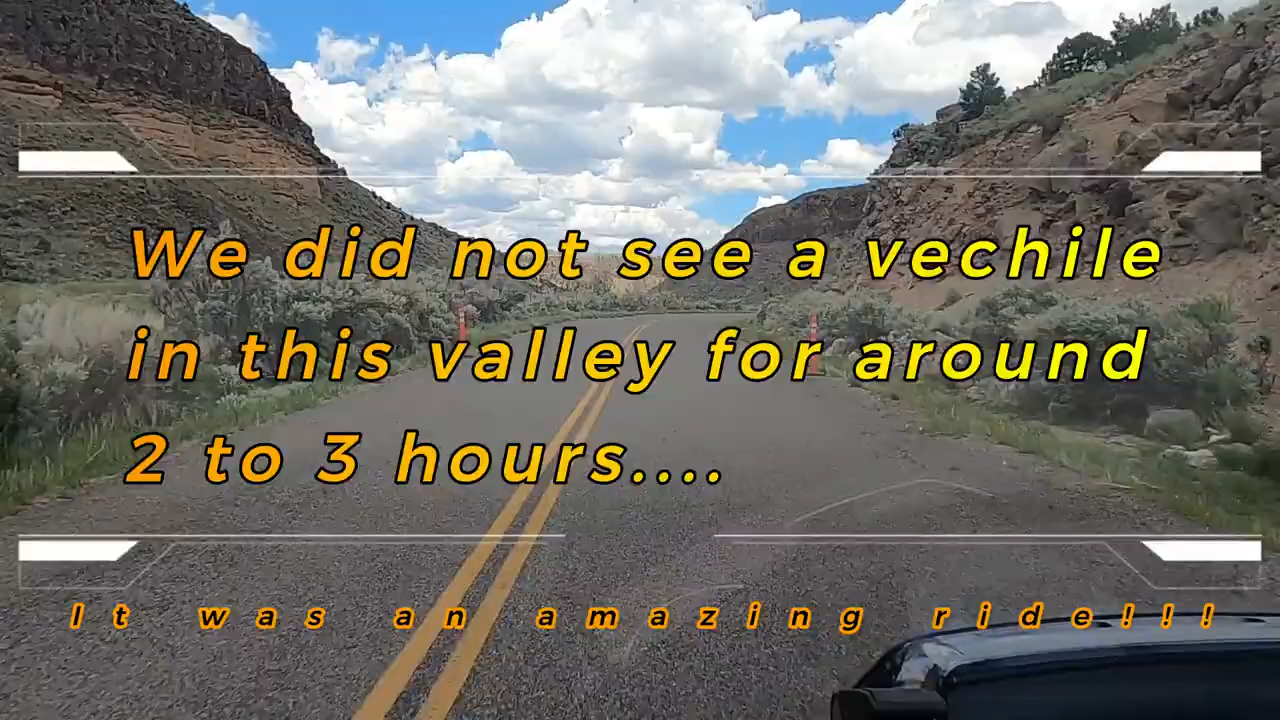 We did not see a vechile
in this valley for around
2 to 3 hours....
It was an amazing ride!!!